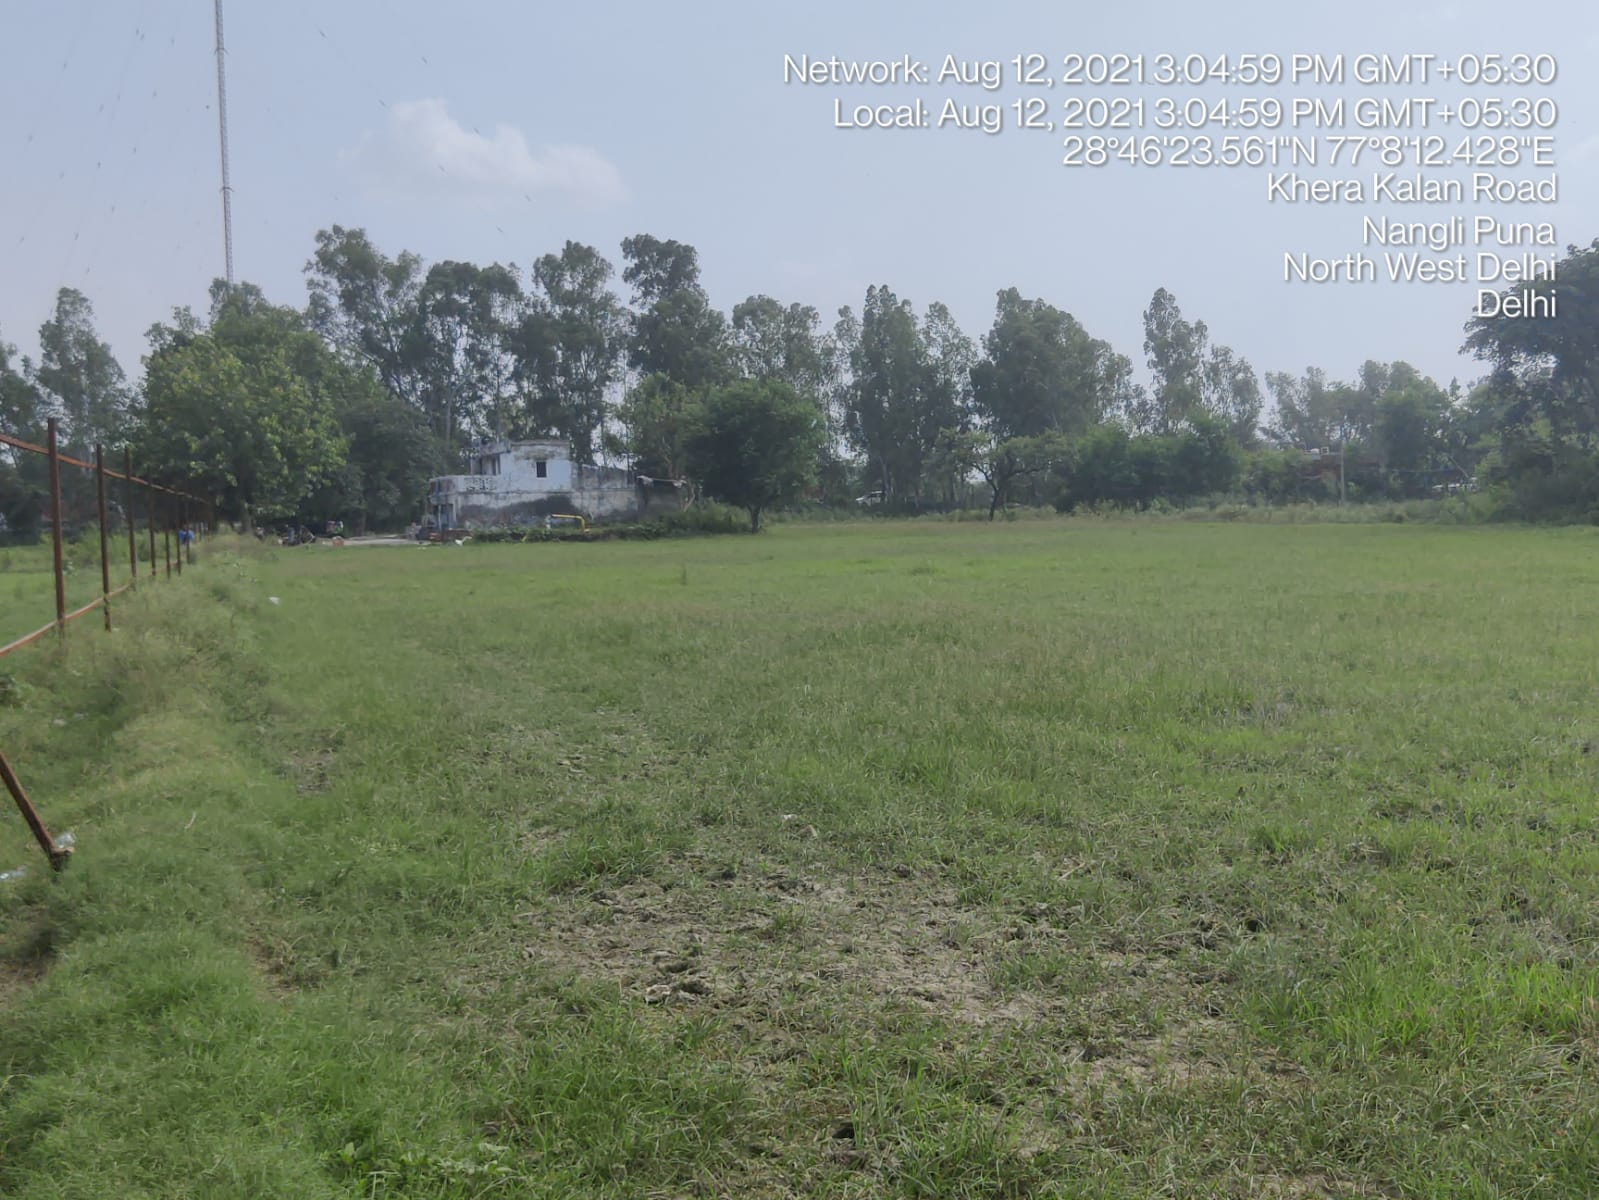 Network: Aug 12, 2021 3:04:59 PM GMT+05:30
Local: Aug 12, 2021 3:04:59 PM GMT+05:30
28°46'23.561"N 77°8'12.428"E
Khera Kalan Road
Nangli Puna
North West Delhi
Delhi